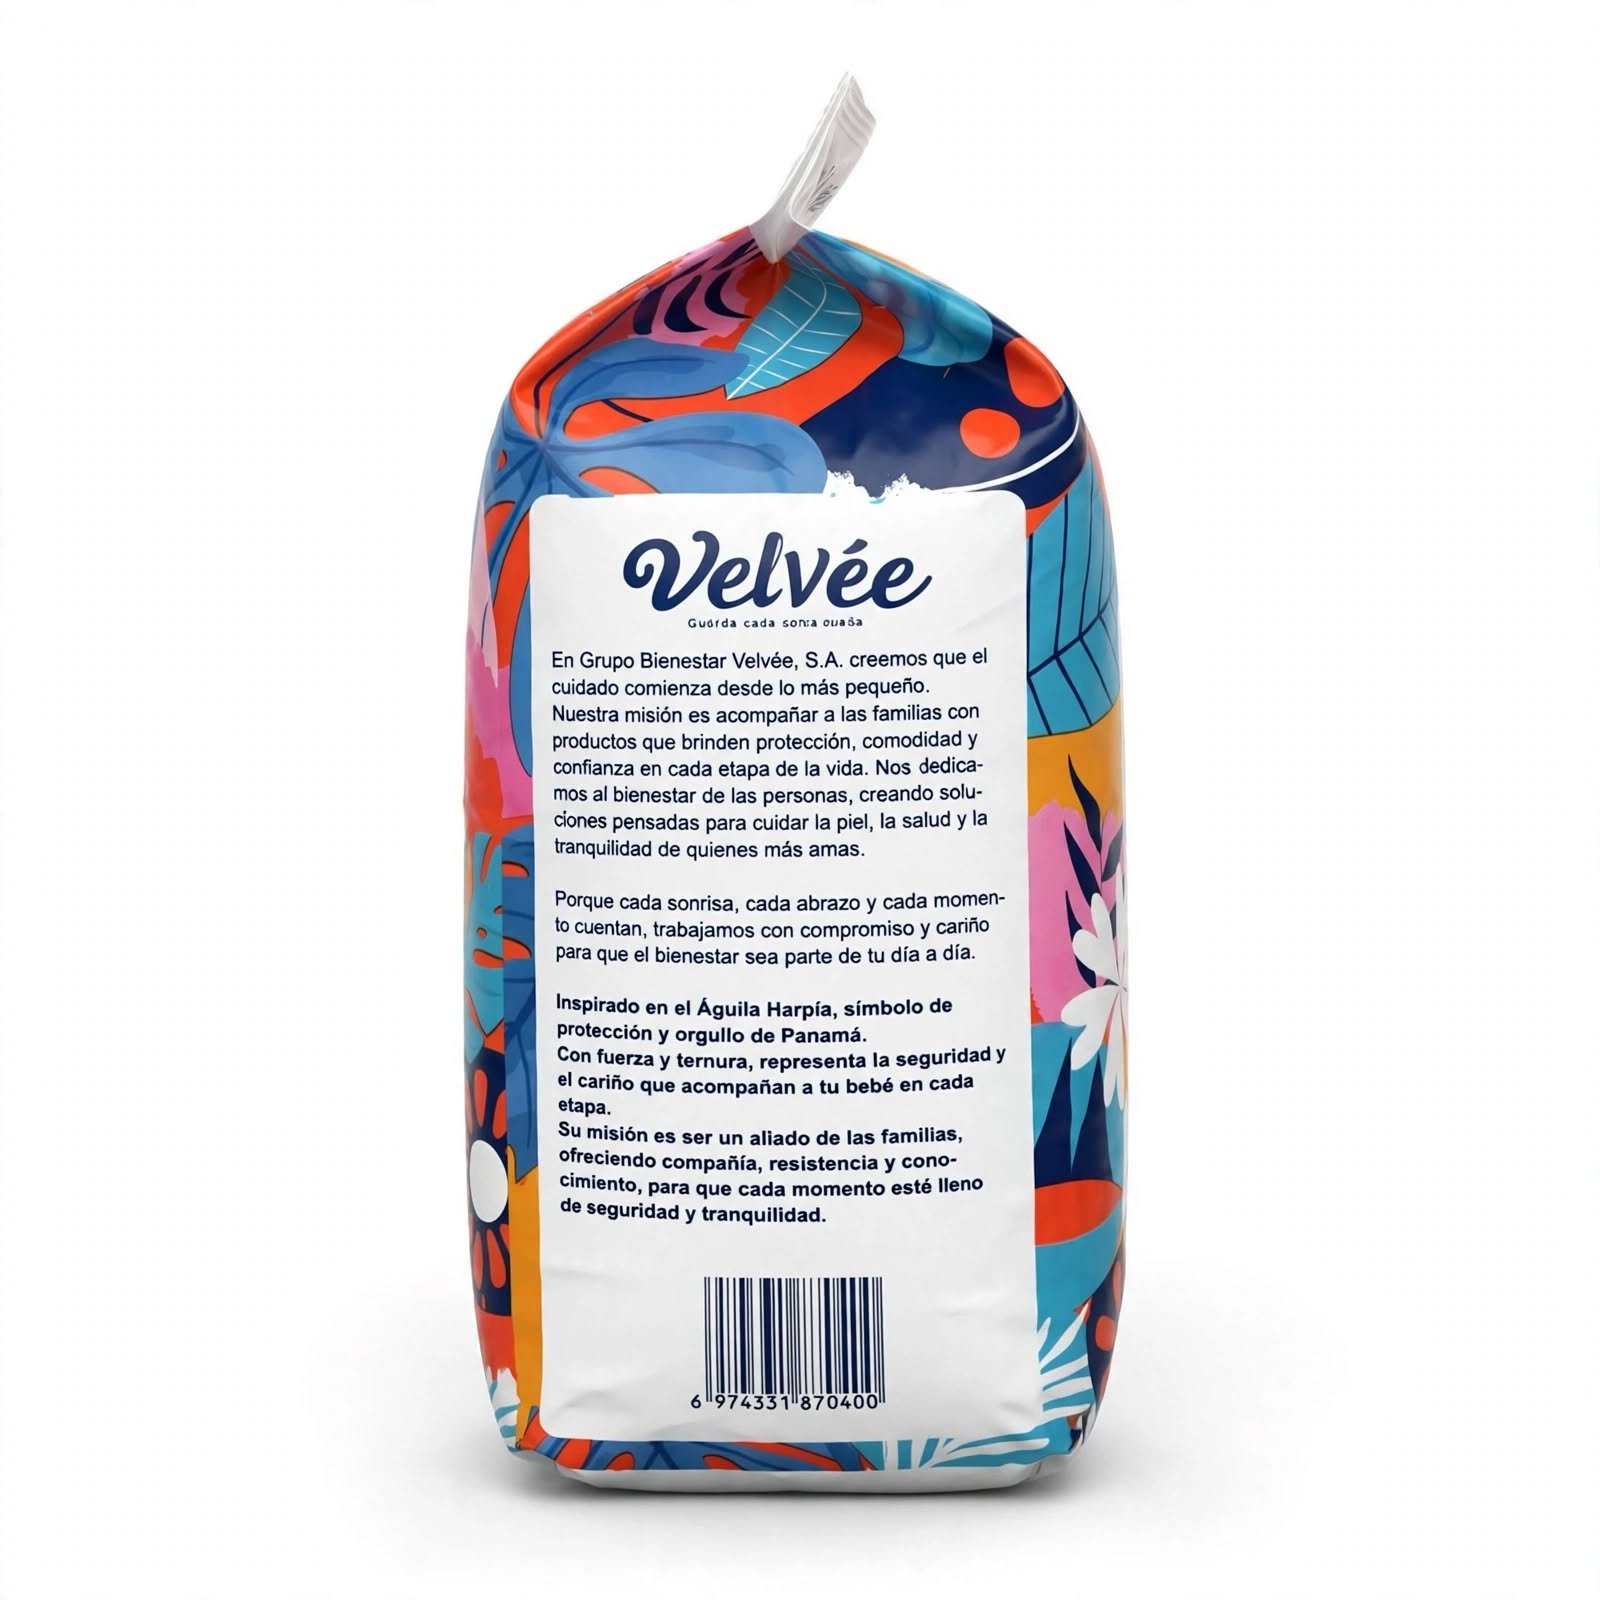 Velvée
cada
En Grupo Bienestar Velvée, S.A. creemos que el
cuidado comienza desde lo más pequeño.
Nuestra misión es acompañar a las familias con
productos que brinden protección, comodidad y
confianza en cada etapa de la vida. Nos dedica-
mos al bienestar de las personas, creando solu-
ciones pensadas para cuidar la piel, la salud y la
tranquilidad de quienes más amas.
Porque cada sonrisa, cada abrazo y cada momen-
to cuentan, trabajamos con compromiso y cariño
para que el bienestar sea parte de tu día a día.
Inspirado en el Águila Harpía, símbolo de
protección y orgullo de Panamá.
Con fuerza y ternura, representa la seguridad y
el cariño que acompañan a tu bebé en cada
etapa.
Su misión es ser un aliado de las familias,
ofreciendo compañía, resistencia y cono-
cimiento, para que cada momento esté lleno
de seguridad y tranquilidad.
6 974331 870400